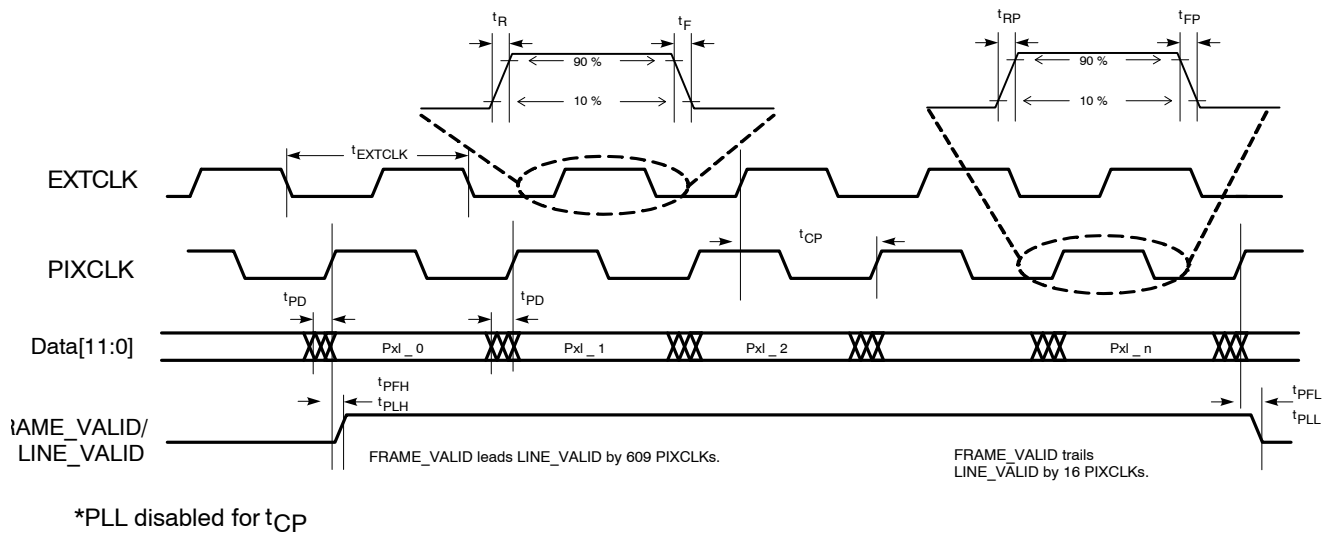 tR
tF
tRP
tFP
90 %
90 %
10 %
10 %
tEXTCLK
EXTCLK
tCP
PIXCLK
tPD
tPD
Data[11:0]
Pxl _ 0
Pxl _ 1
Pxl _ 2
Pxl _ n
tPFH
tPLH
tPFL
tPLL
RAME_VALID/
LINE_VALID
FRAME_VALID leads LINE_VALID by 609 PIXCLKs.
FRAME_VALID trails
LINE_VALID by 16 PIXCLKs.
*PLL disabled for tCP